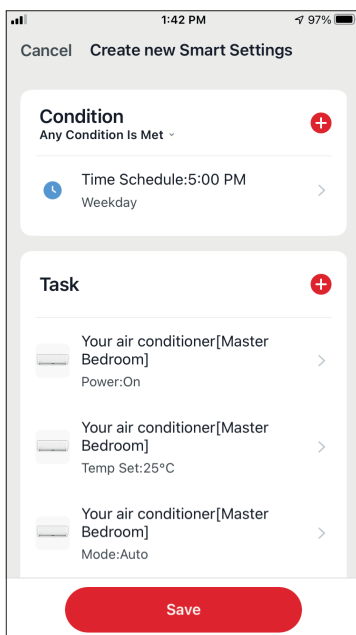 1:42 PM
97%
Cancel Create new Smart Settings
Condition
Any Condition Is Met
Time Schedule:5:00 PM
Weekday
Task
Your air conditioner[Master
Bedroom]
Power:On
Your air conditioner[Master
Bedroom]
Temp Set:25°C
Your air conditioner[Master
Bedroom]
Mode:Auto
Save